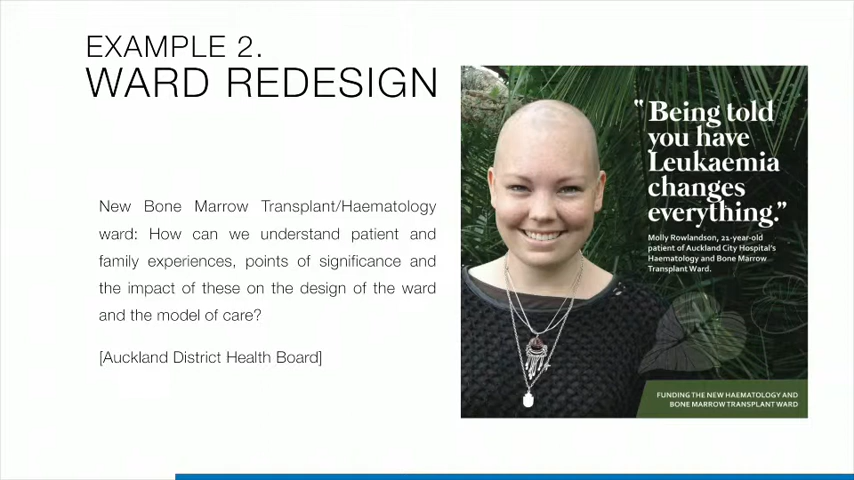 EXAMPLE 2.
WARD REDESIGN
New Bone Marrow Transplant/Haematology
ward: How can we understand patient and
family experiences, points of significance and
the impact of these on the design of the ward
and the model of care?
[Auckland District Health Board]
“Being told
you have
Leukaemia
changes
everything.”
Molly Rowlandson, 21-year-old
patient of Auckland City Hospital's
Haematology and Bone Marrow
Transplant Ward.
FUNDING THE NEW HAEMATOLOGY AND
BONE MARROW TRANSPLANT WARD